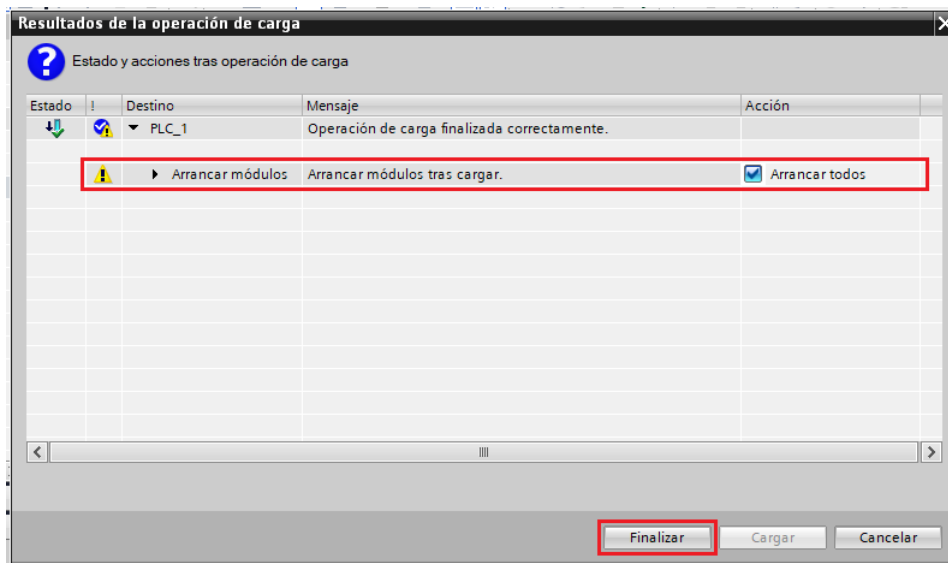 Resultados de la operación de carga
Estado y acciones tras operación de carga
Estado ! Destino Mensaje Acción
PLC_1 Operación de carga finalizada correctamente.
Arrancar módulos Arrancar módulos tras cargar. Arrancar todos
Finalizar Cargar Cancelar